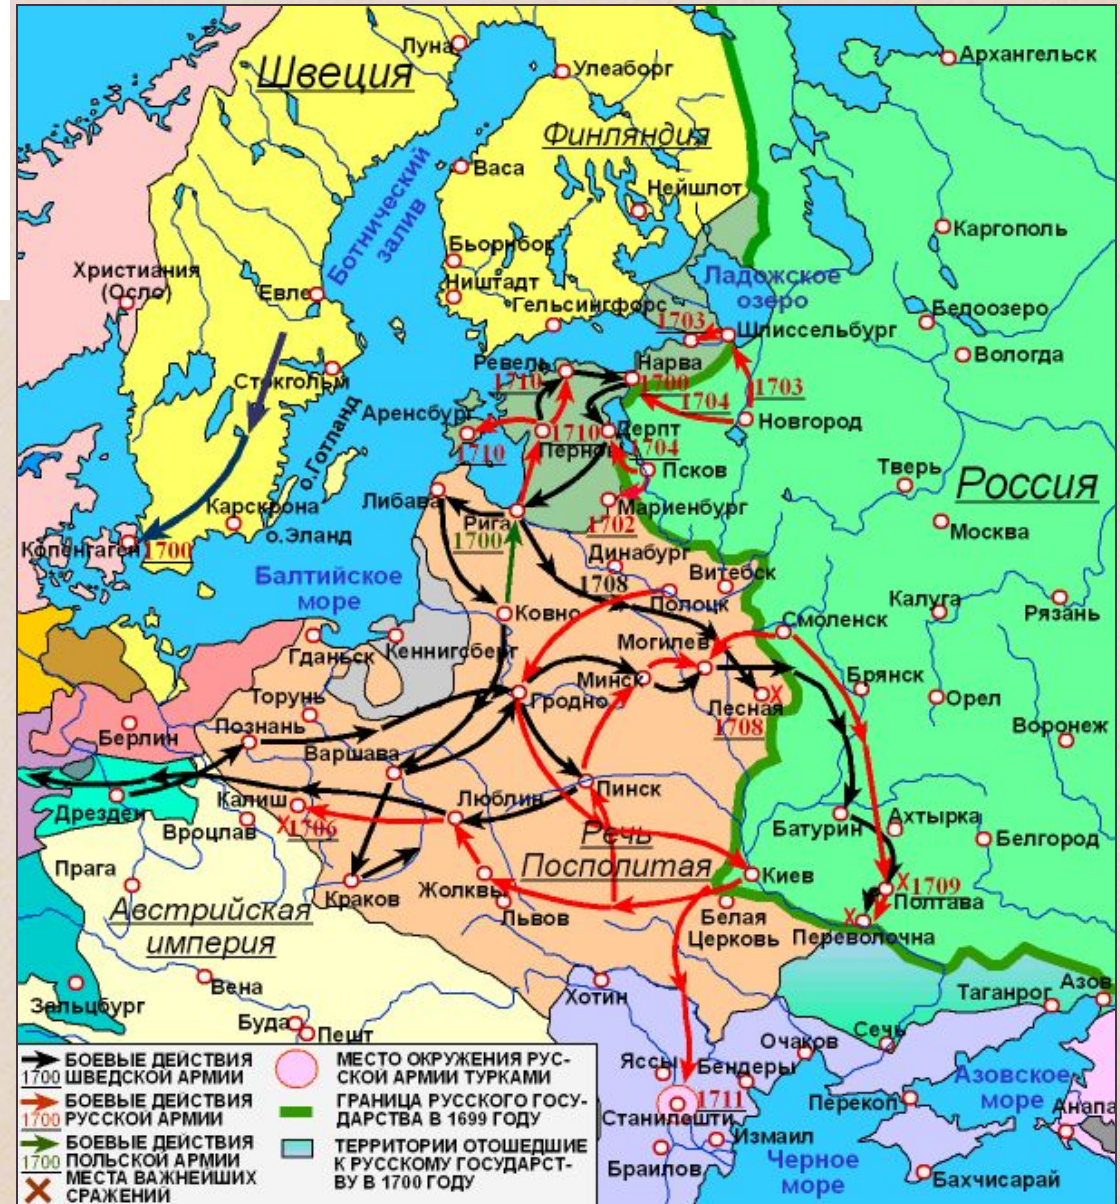 Луна
Швеция
Улеаборг
Архангельск
Финляндия
Ботнический
залив
Васа
Нейшлот
Каргополь
Бьорнборг
Христиания
(Осло)
Евле
Ништадт
Ладожское
озеро
Гельсингфорс
1703
Шлиссельбург
Белоозеро
Вологда
Стокгольм
Ревель
1710
Нарва
1700
1704
1703
Новгород
Аренсбург
1710
о.Готланд
Пернов
1710
Дерпт
1704
Псков
Тверь
Россия
Либава
Карскрона
о.Эланд
Рига
1700
Мариенбург
1702
Москва
Копенгаген
1700
Динабург
1708
Витебск
Балтийское
море
Полоцк
Калуга
Рязань
Ковно
Смоленск
Гданьск
Кеннигсберг
Могилев
Минск
Брянск
Орел
Торунь
Гродно
Лесная
1708
Воронеж
Берлин
Познань
Варшава
Дрезден
Калиш
1706
Люблин
Пинск
Вроцлав
Батурин
Ахтырка
Белгород
Речь
Посполитая
Прага
Краков
Жолквы
Львов
Киев
1709
Полтава
Белая
Церковь
Переволочна
Австрийская
империя
Зальцбург
Вена
Хотин
Таганрог
Азов
Буда
Пешт
Сечь
Очаков
Яссы
Бендеры
Азовское
море
1711
Перекоп
Анапа
Станилешти
Измаил
Браилов
Черное
море
Бахчисарай
БОЕВЫЕ ДЕЙСТВИЯ
1700 ШВЕДСКОЙ АРМИИ
БОЕВЫЕ ДЕЙСТВИЯ
1700 РУССКОЙ АРМИИ
БОЕВЫЕ ДЕЙСТВИЯ
1700 ПОЛЬСКОЙ АРМИИ
МЕСТА ВАЖНЕЙШИХ
СРАЖЕНИЙ
МЕСТО ОКРУЖЕНИЯ РУС-
СКОЙ АРМИИ ТУРКАМИ
ГРАНИЦА РУССКОГО ГОСУ-
ДАРСТВА В 1699 ГОДУ
ТЕРРИТОРИИ ОТОШЕДШИЕ
К РУССКОМУ ГОСУДАРСТ-
ВУ В 1700 ГОДУ